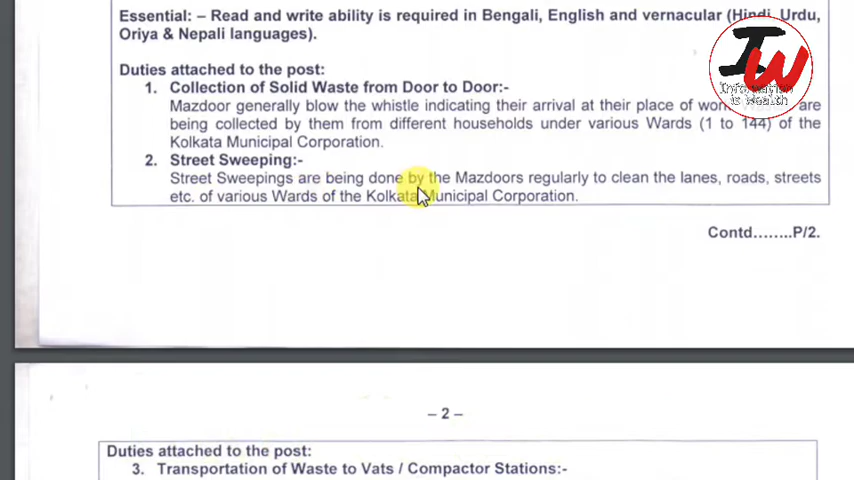 Essential: – Read and write ability is required in Bengali, English and vernacular (Hindi, Urdu,
Oriya & Nepali languages).
IW
Information
is Wealth
Duties attached to the post:
1. Collection of Solid Waste from Door to Door:-
Mazdoor generally blow the whistle indicating their arrival at their place of are
being collected by them from different households under various Wards (1 to 144) of the
Kolkata Municipal Corporation.
2. Street Sweeping:-
Street Sweepings are being done by the Mazdoors regularly to clean the lanes, roads, streets
etc. of various Wards of the Kolkata Municipal Corporation.
Contd........P/2.
– 2 –
Duties attached to the post:
3. Transportation of Waste to Vats / Compactor Stations:-